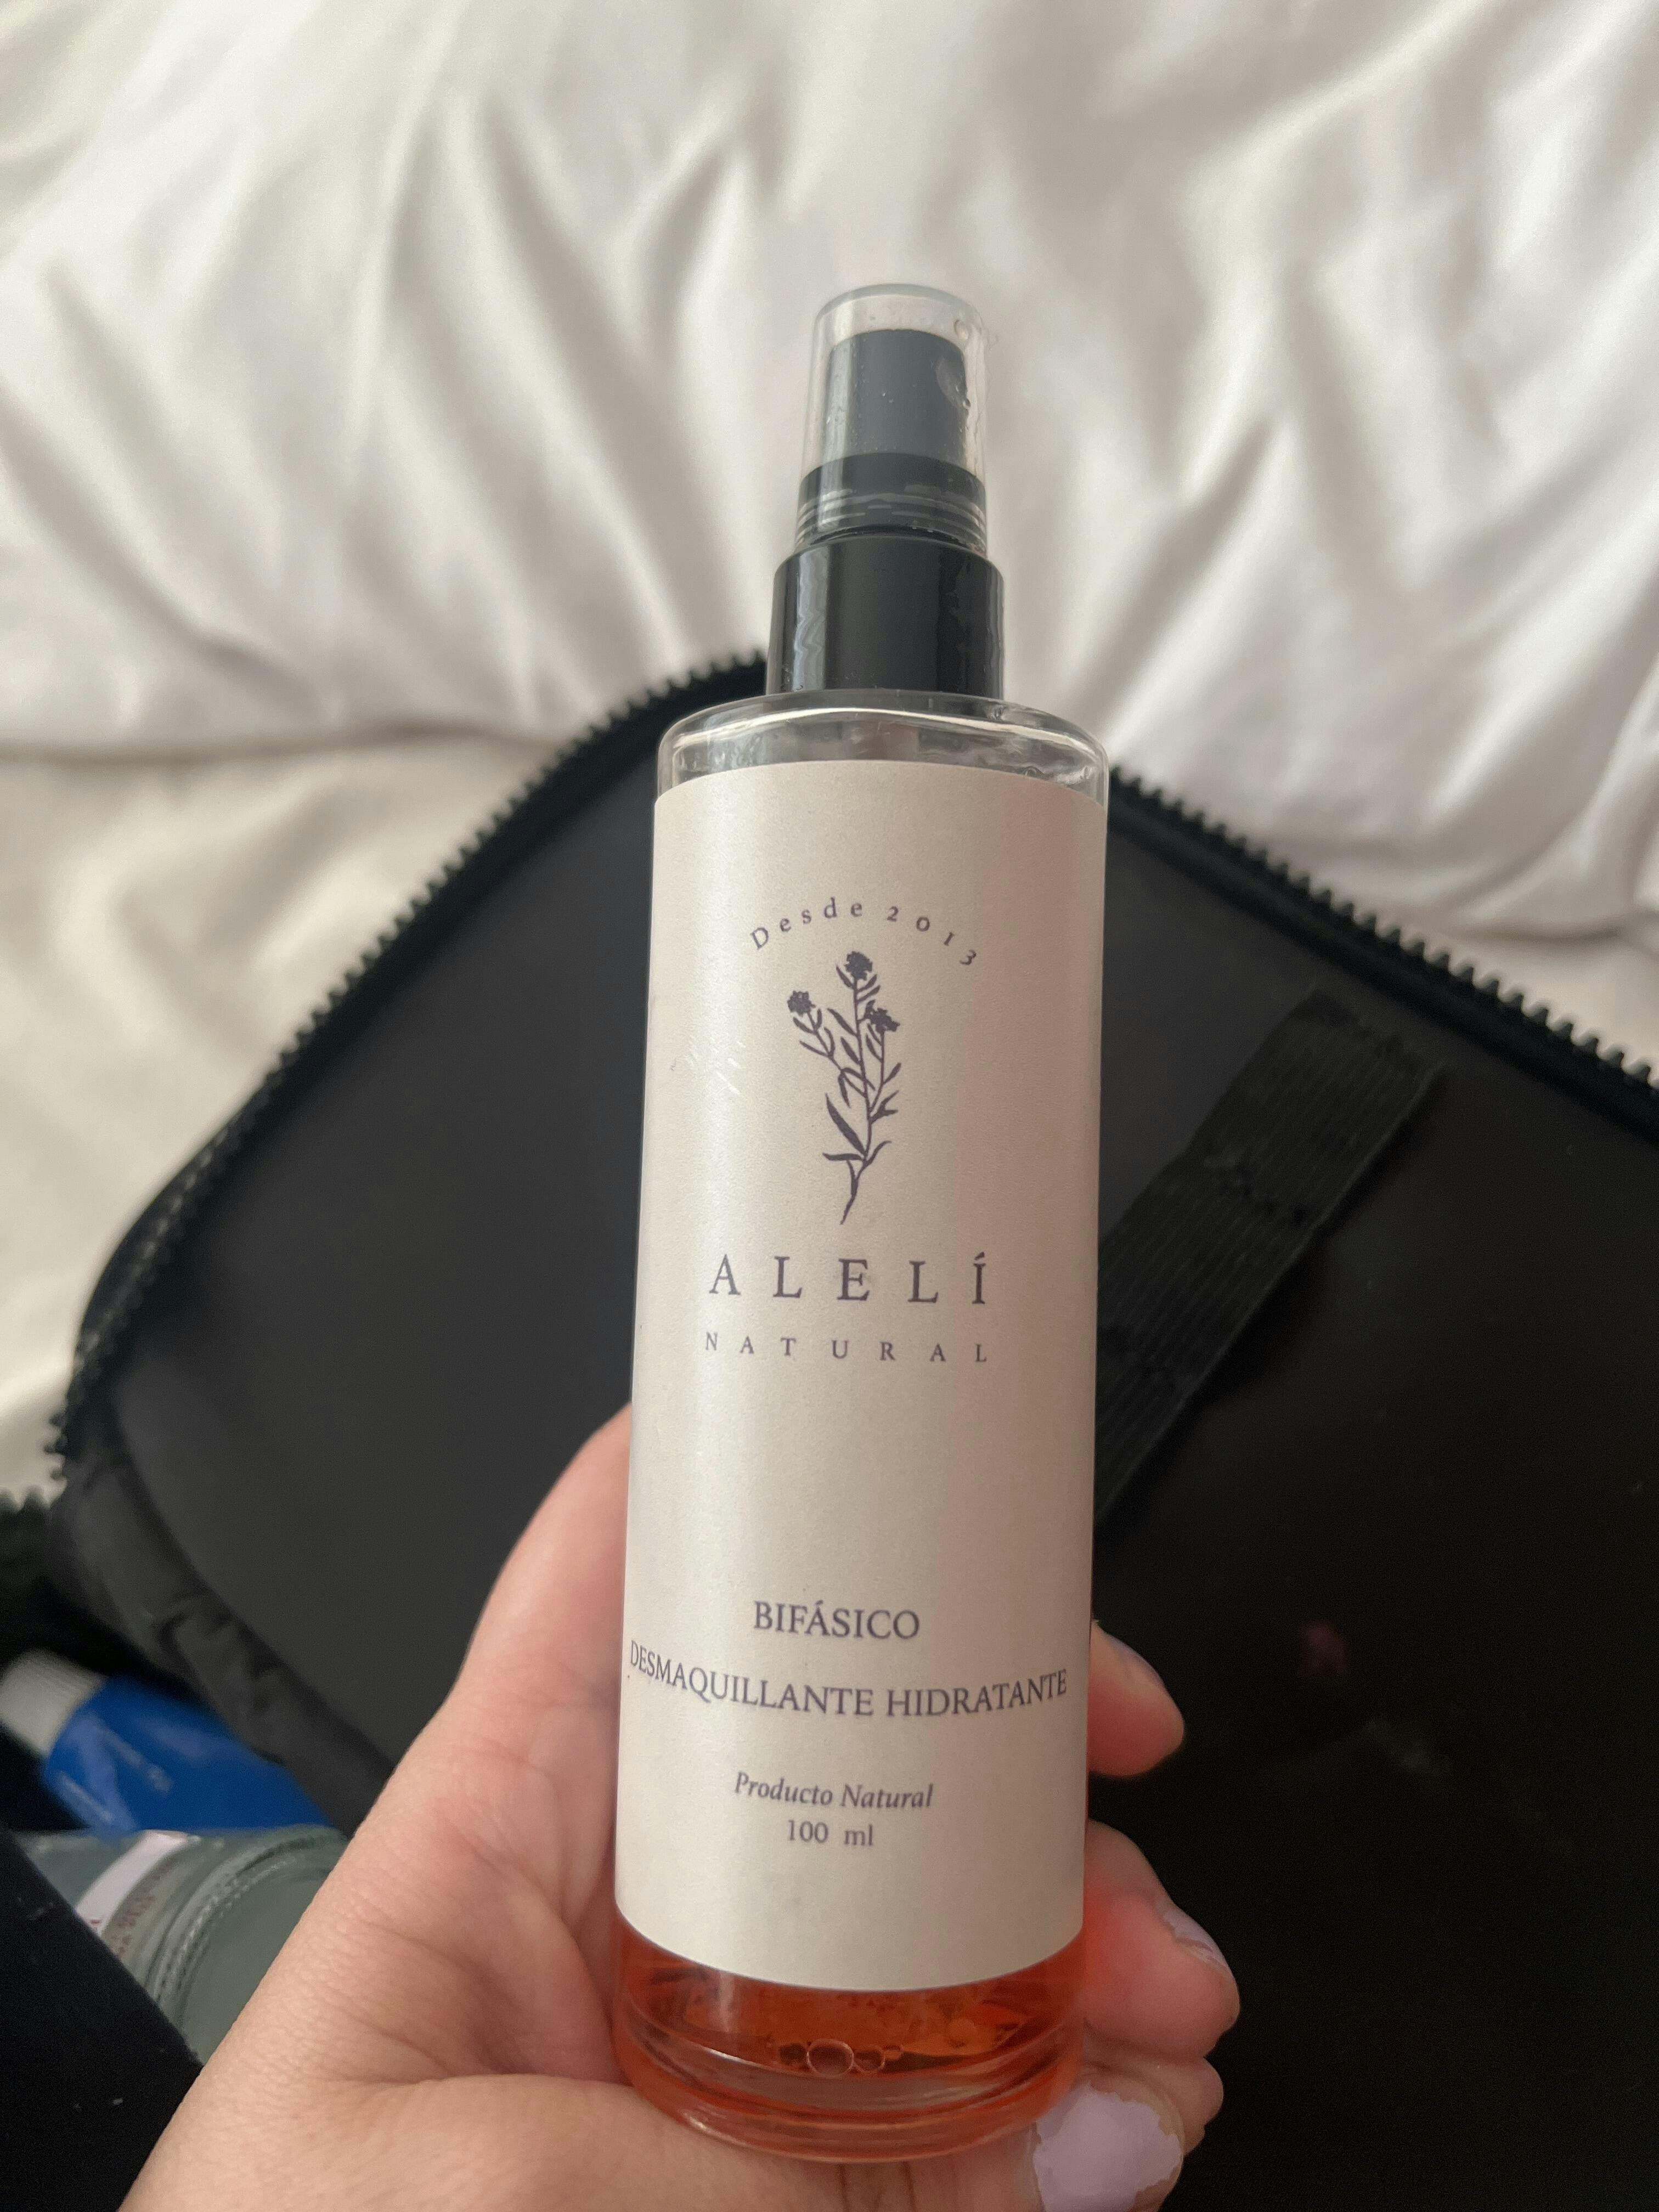 Desde 2013
ALELÍ
NATURAL
BIFÁSICO
DESMAQUILLANTE HIDRATANTE
Producto Natural
100 ml